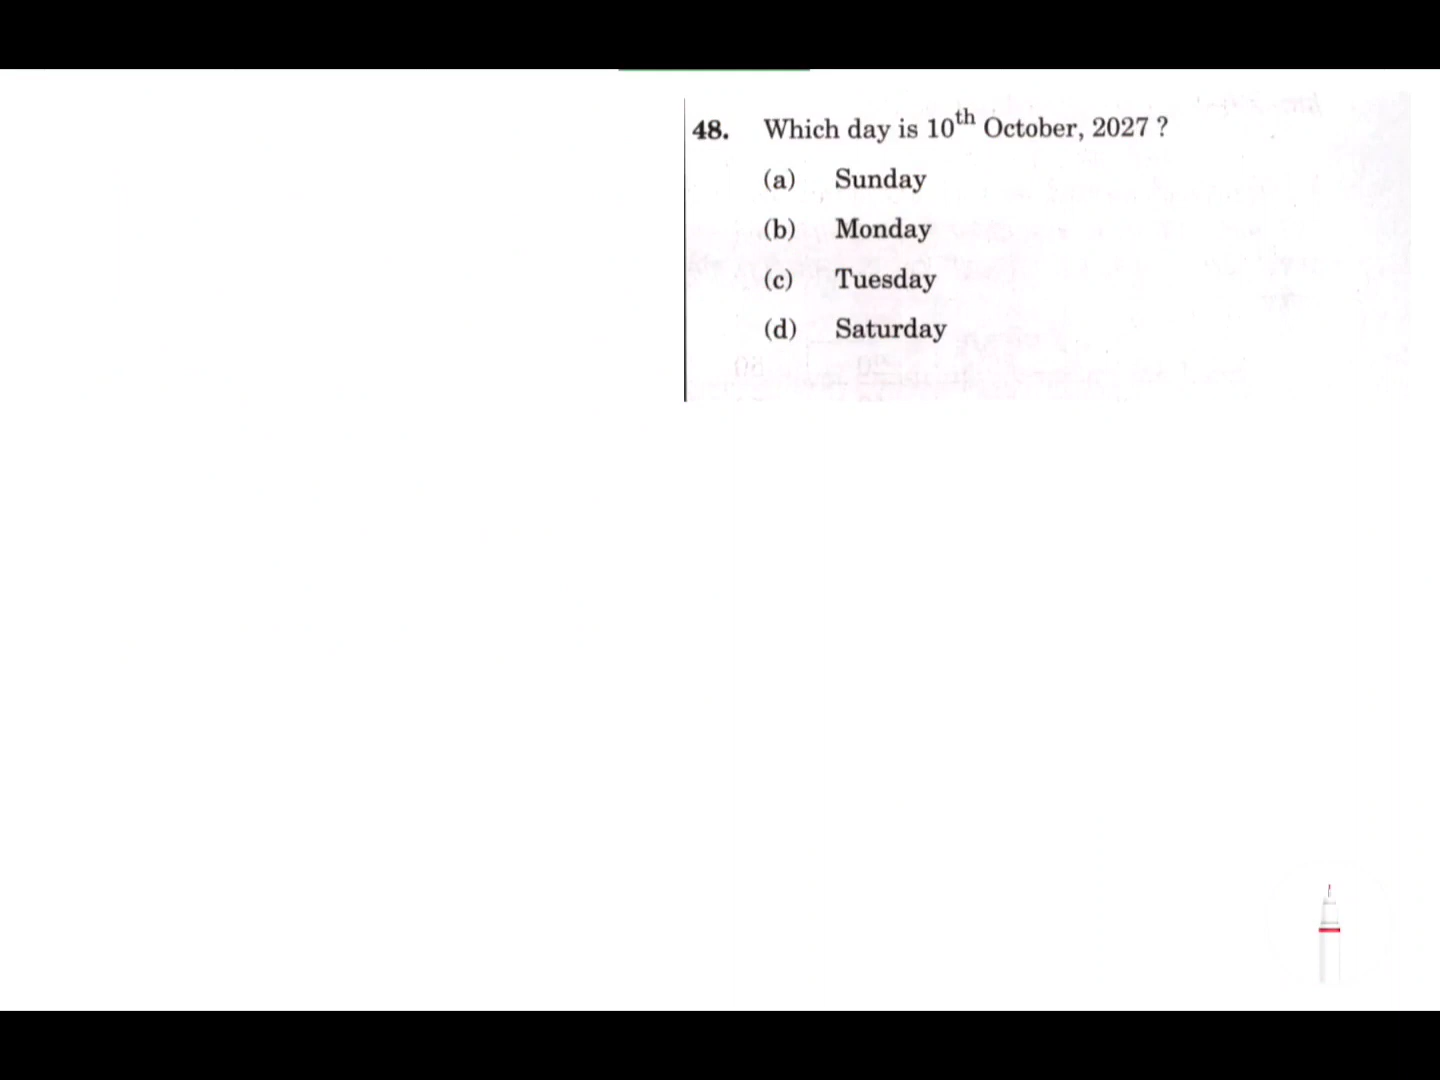 48. Which day is 10th October, 2027 ?
(a) Sunday
(b) Monday
(c) Tuesday
(d) Saturday